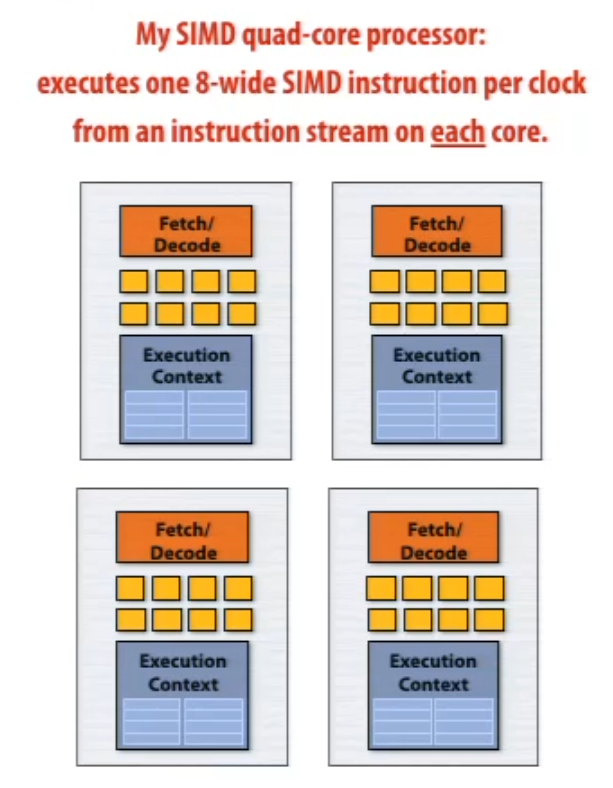 My SIMD quad-core processor:
executes one 8-wide SIMD instruction per clock
from an instruction stream on each core.
Fetch/
Decode
Execution
Context
Fetch/
Decode
Execution
Context
Fetch/
Decode
Execution
Context
Fetch/
Decode
Execution
Context